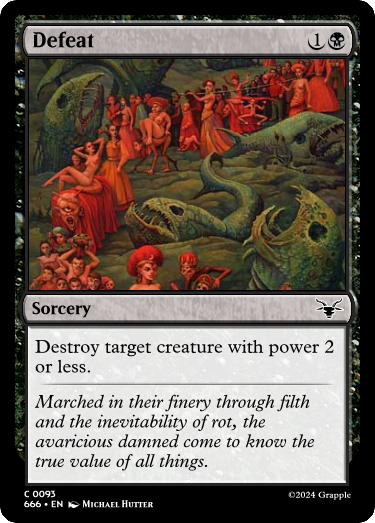 Defeat 1
Sorcery
Destroy target creature with power 2
or less.
Marched in their finery through filth
and the inevitability of rot, the
avaricious damned come to know the
true value of all things.
C 0093
666 • EN Michael Hutter
©2024 Grapple